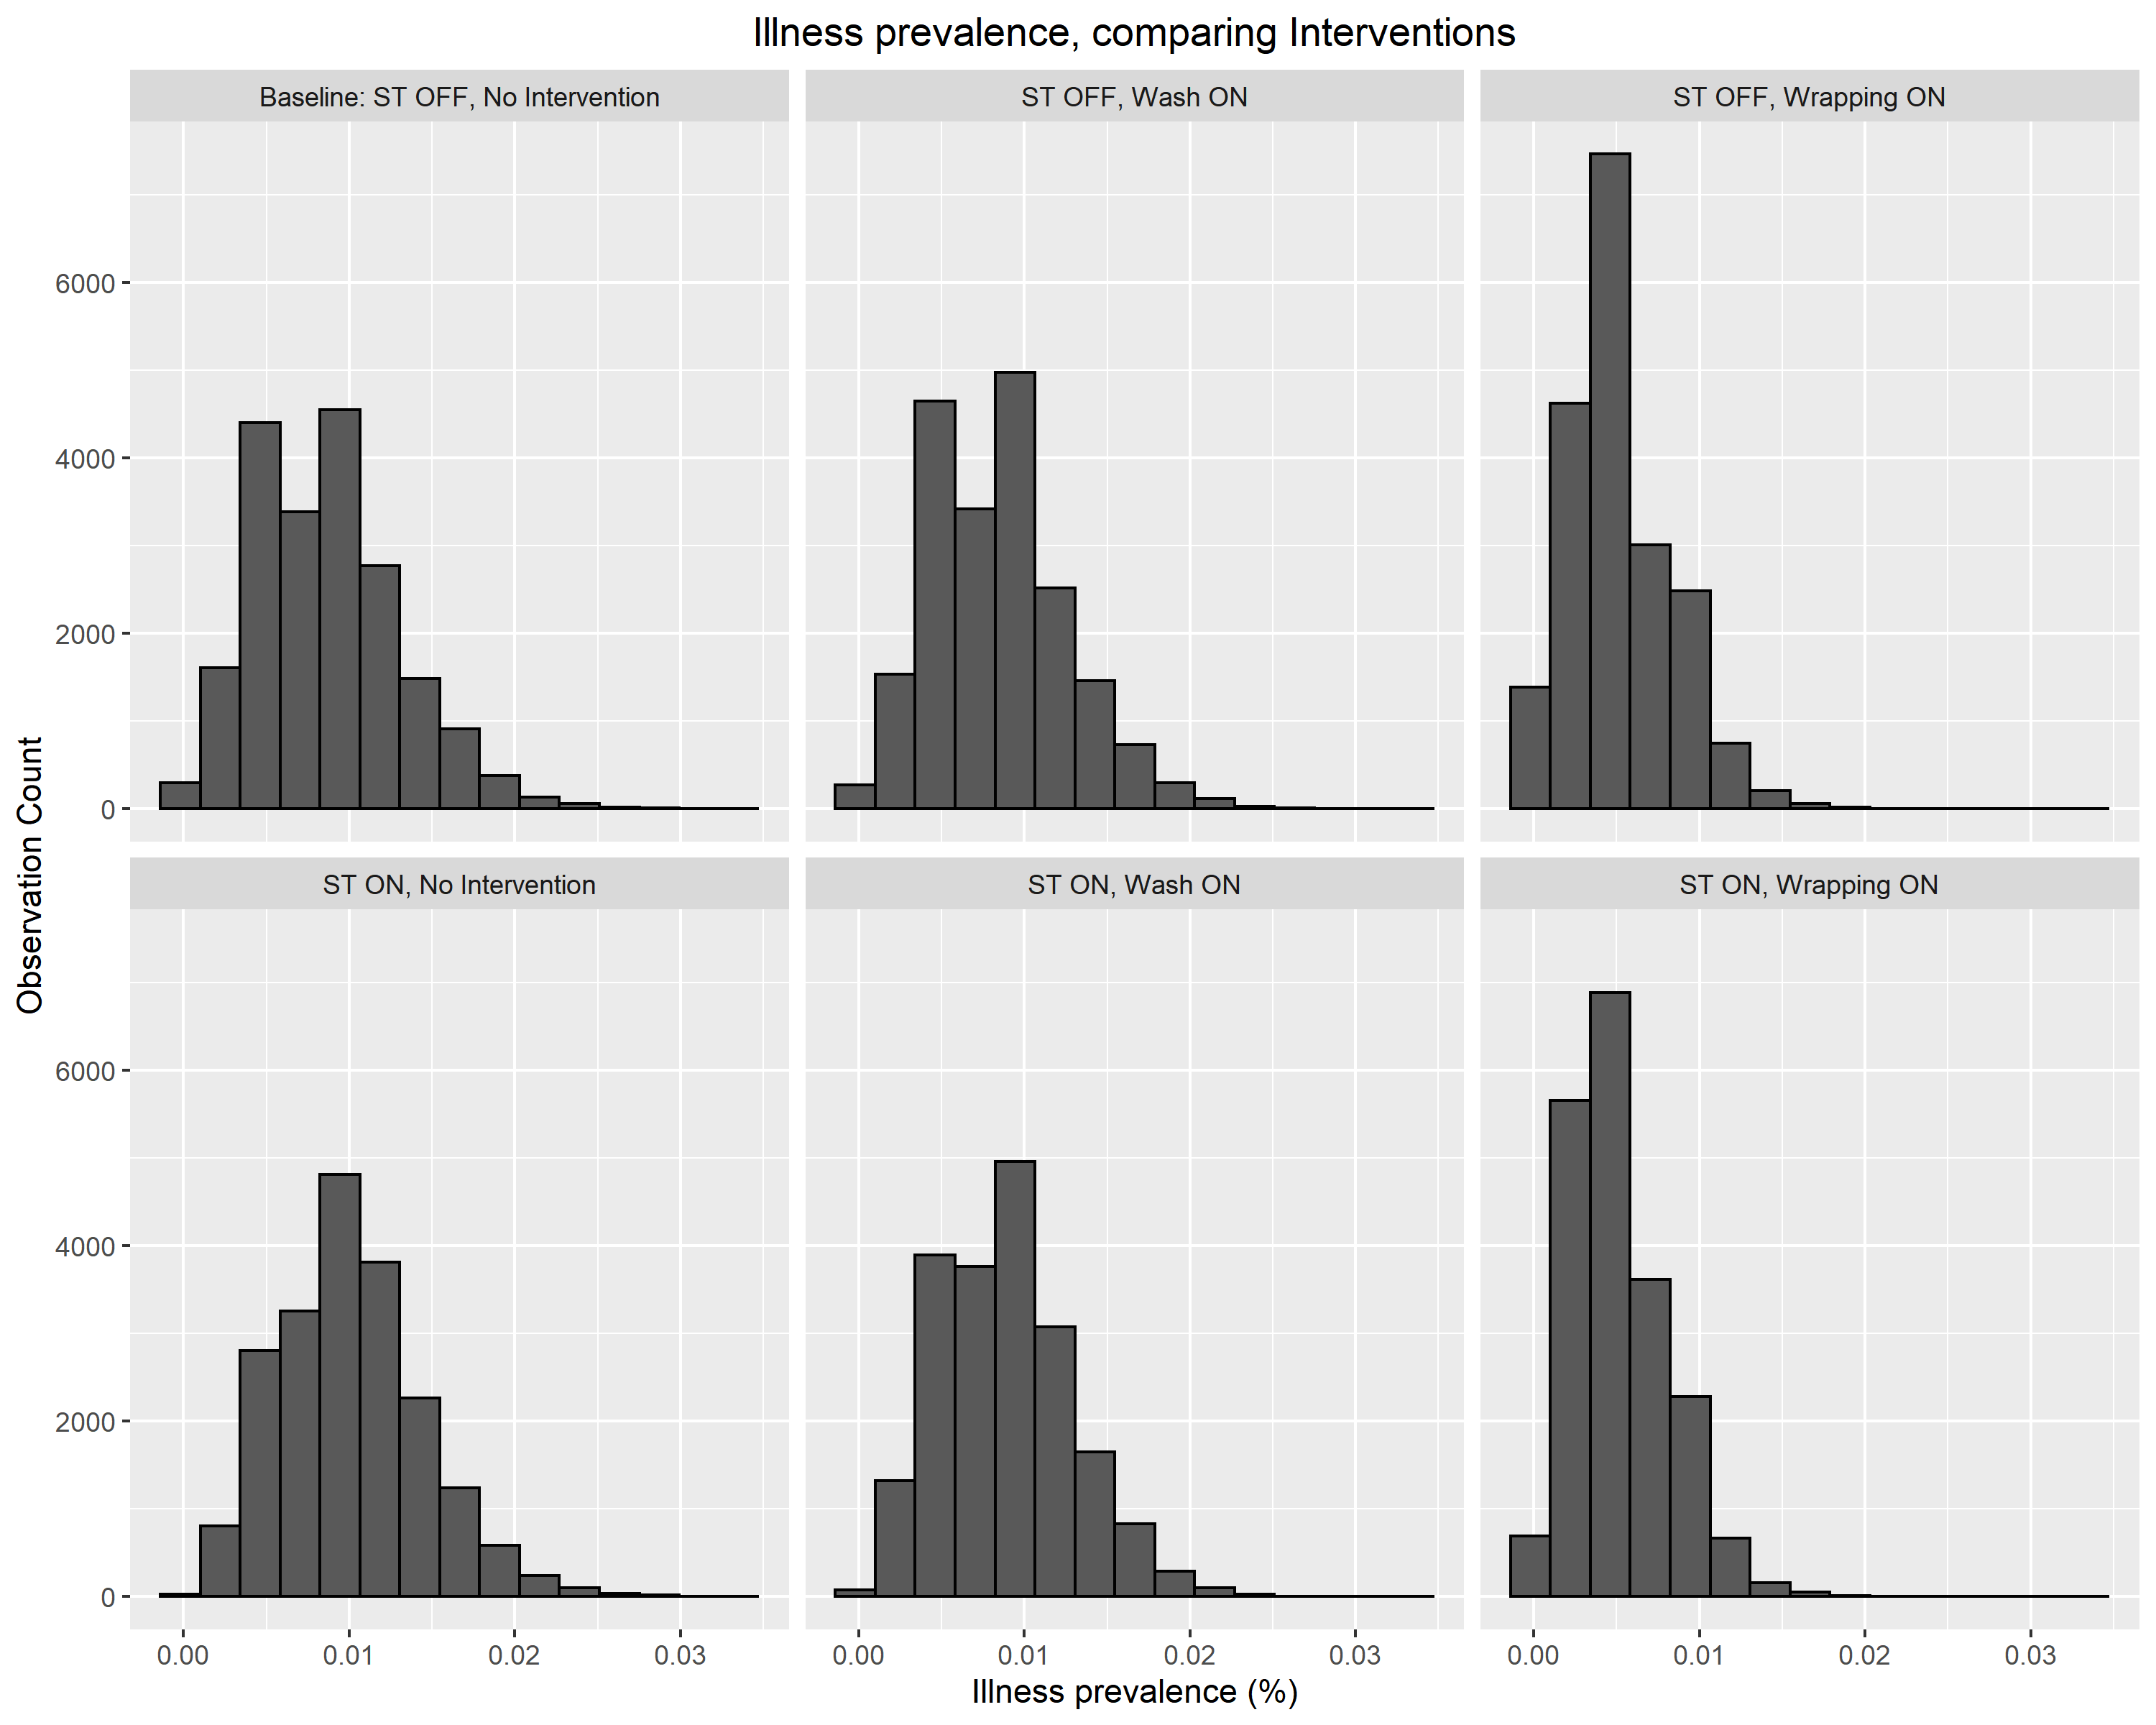 Illness prevalence, comparing Interventions
Baseline: ST OFF, No Intervention
ST OFF, Wash ON
ST OFF, Wrapping ON
6000
4000
2000
0
Observation Count
ST ON, No Intervention
ST ON, Wash ON
ST ON, Wrapping ON
6000
4000
2000
0
0.00 0.01 0.02 0.03
0.00 0.01 0.02 0.03
0.00 0.01 0.02 0.03
Illness prevalence (%)